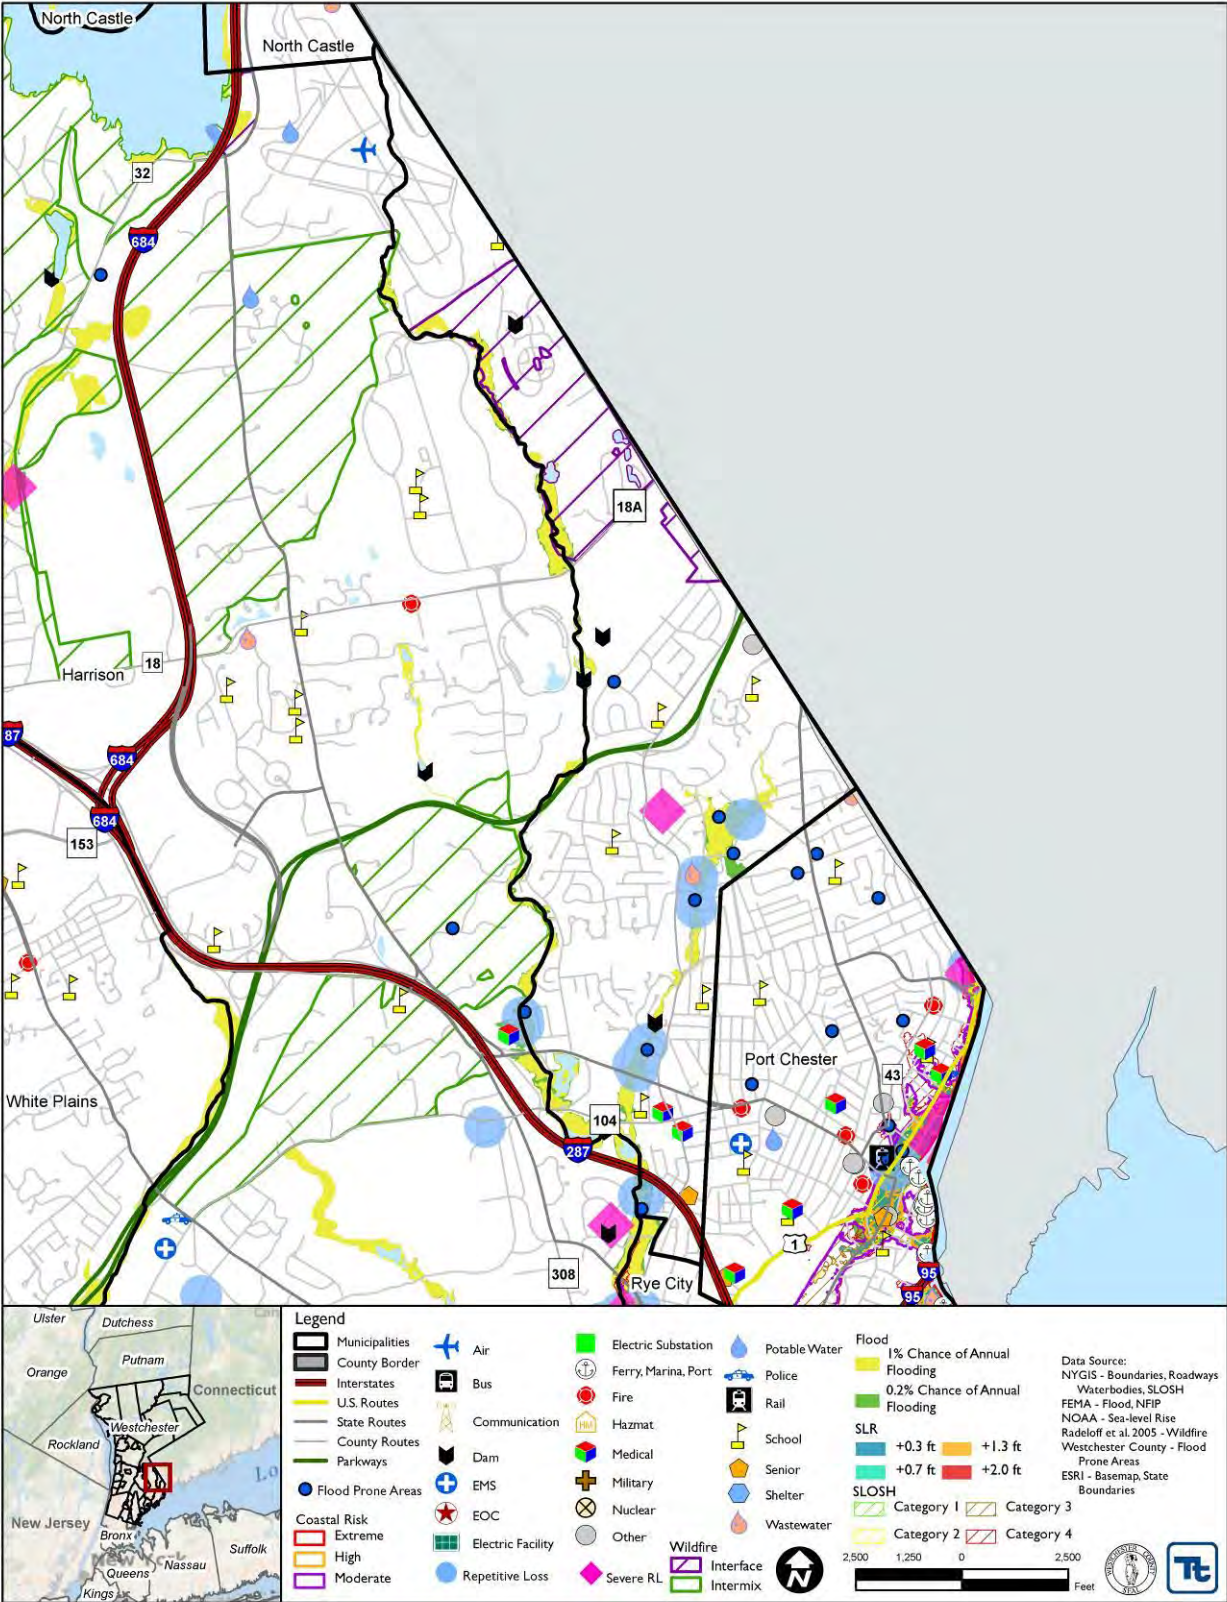 North Castle
North Castle
32
684
18A
Harrison
18
87
684
684
153
Port Chester
43
White Plains
104
287
1
308
Rye City
95
95
Ulster
Dutchess
Orange
Putnam
Connecticut
Westchester
Rockland
New Jersey
Bronx
Queens
Nassau
Suffolk
Kings
Legend
Municipalities
County Border
Interstates
U.S. Routes
State Routes
County Routes
Parkways
Flood Prone Areas
Coastal Risk
Extreme
High
Moderate
Air
Bus
Communication
Dam
EMS
EOC
Electric Facility
Repetitive Loss
Electric Substation
Ferry, Marina, Port
Fire
Hazmat
Medical
Military
Nuclear
Other
Severe RL
Potable Water
Police
Rail
School
Senior
Shelter
Wastewater
Wildfire
Interface
Intermix
Flood
1% Chance of Annual
Flooding
0.2% Chance of Annual
Flooding
SLR
+0.3 ft +1.3 ft
+0.7 ft +2.0 ft
SLOSH
Category 1 Category 3
Category 2 Category 4
N
2,500 1,250 0 2,500
Feet
Data Source:
NYGIS - Boundaries, Roadways
Waterbodies, SLOSH
FEMA - Flood, NFIP
NOAA - Sea-level Rise
Radeloff et al. 2005 - Wildfire
Westchester County - Flood
Prone Areas
ESRI - Basemap, State
Boundaries
Tt